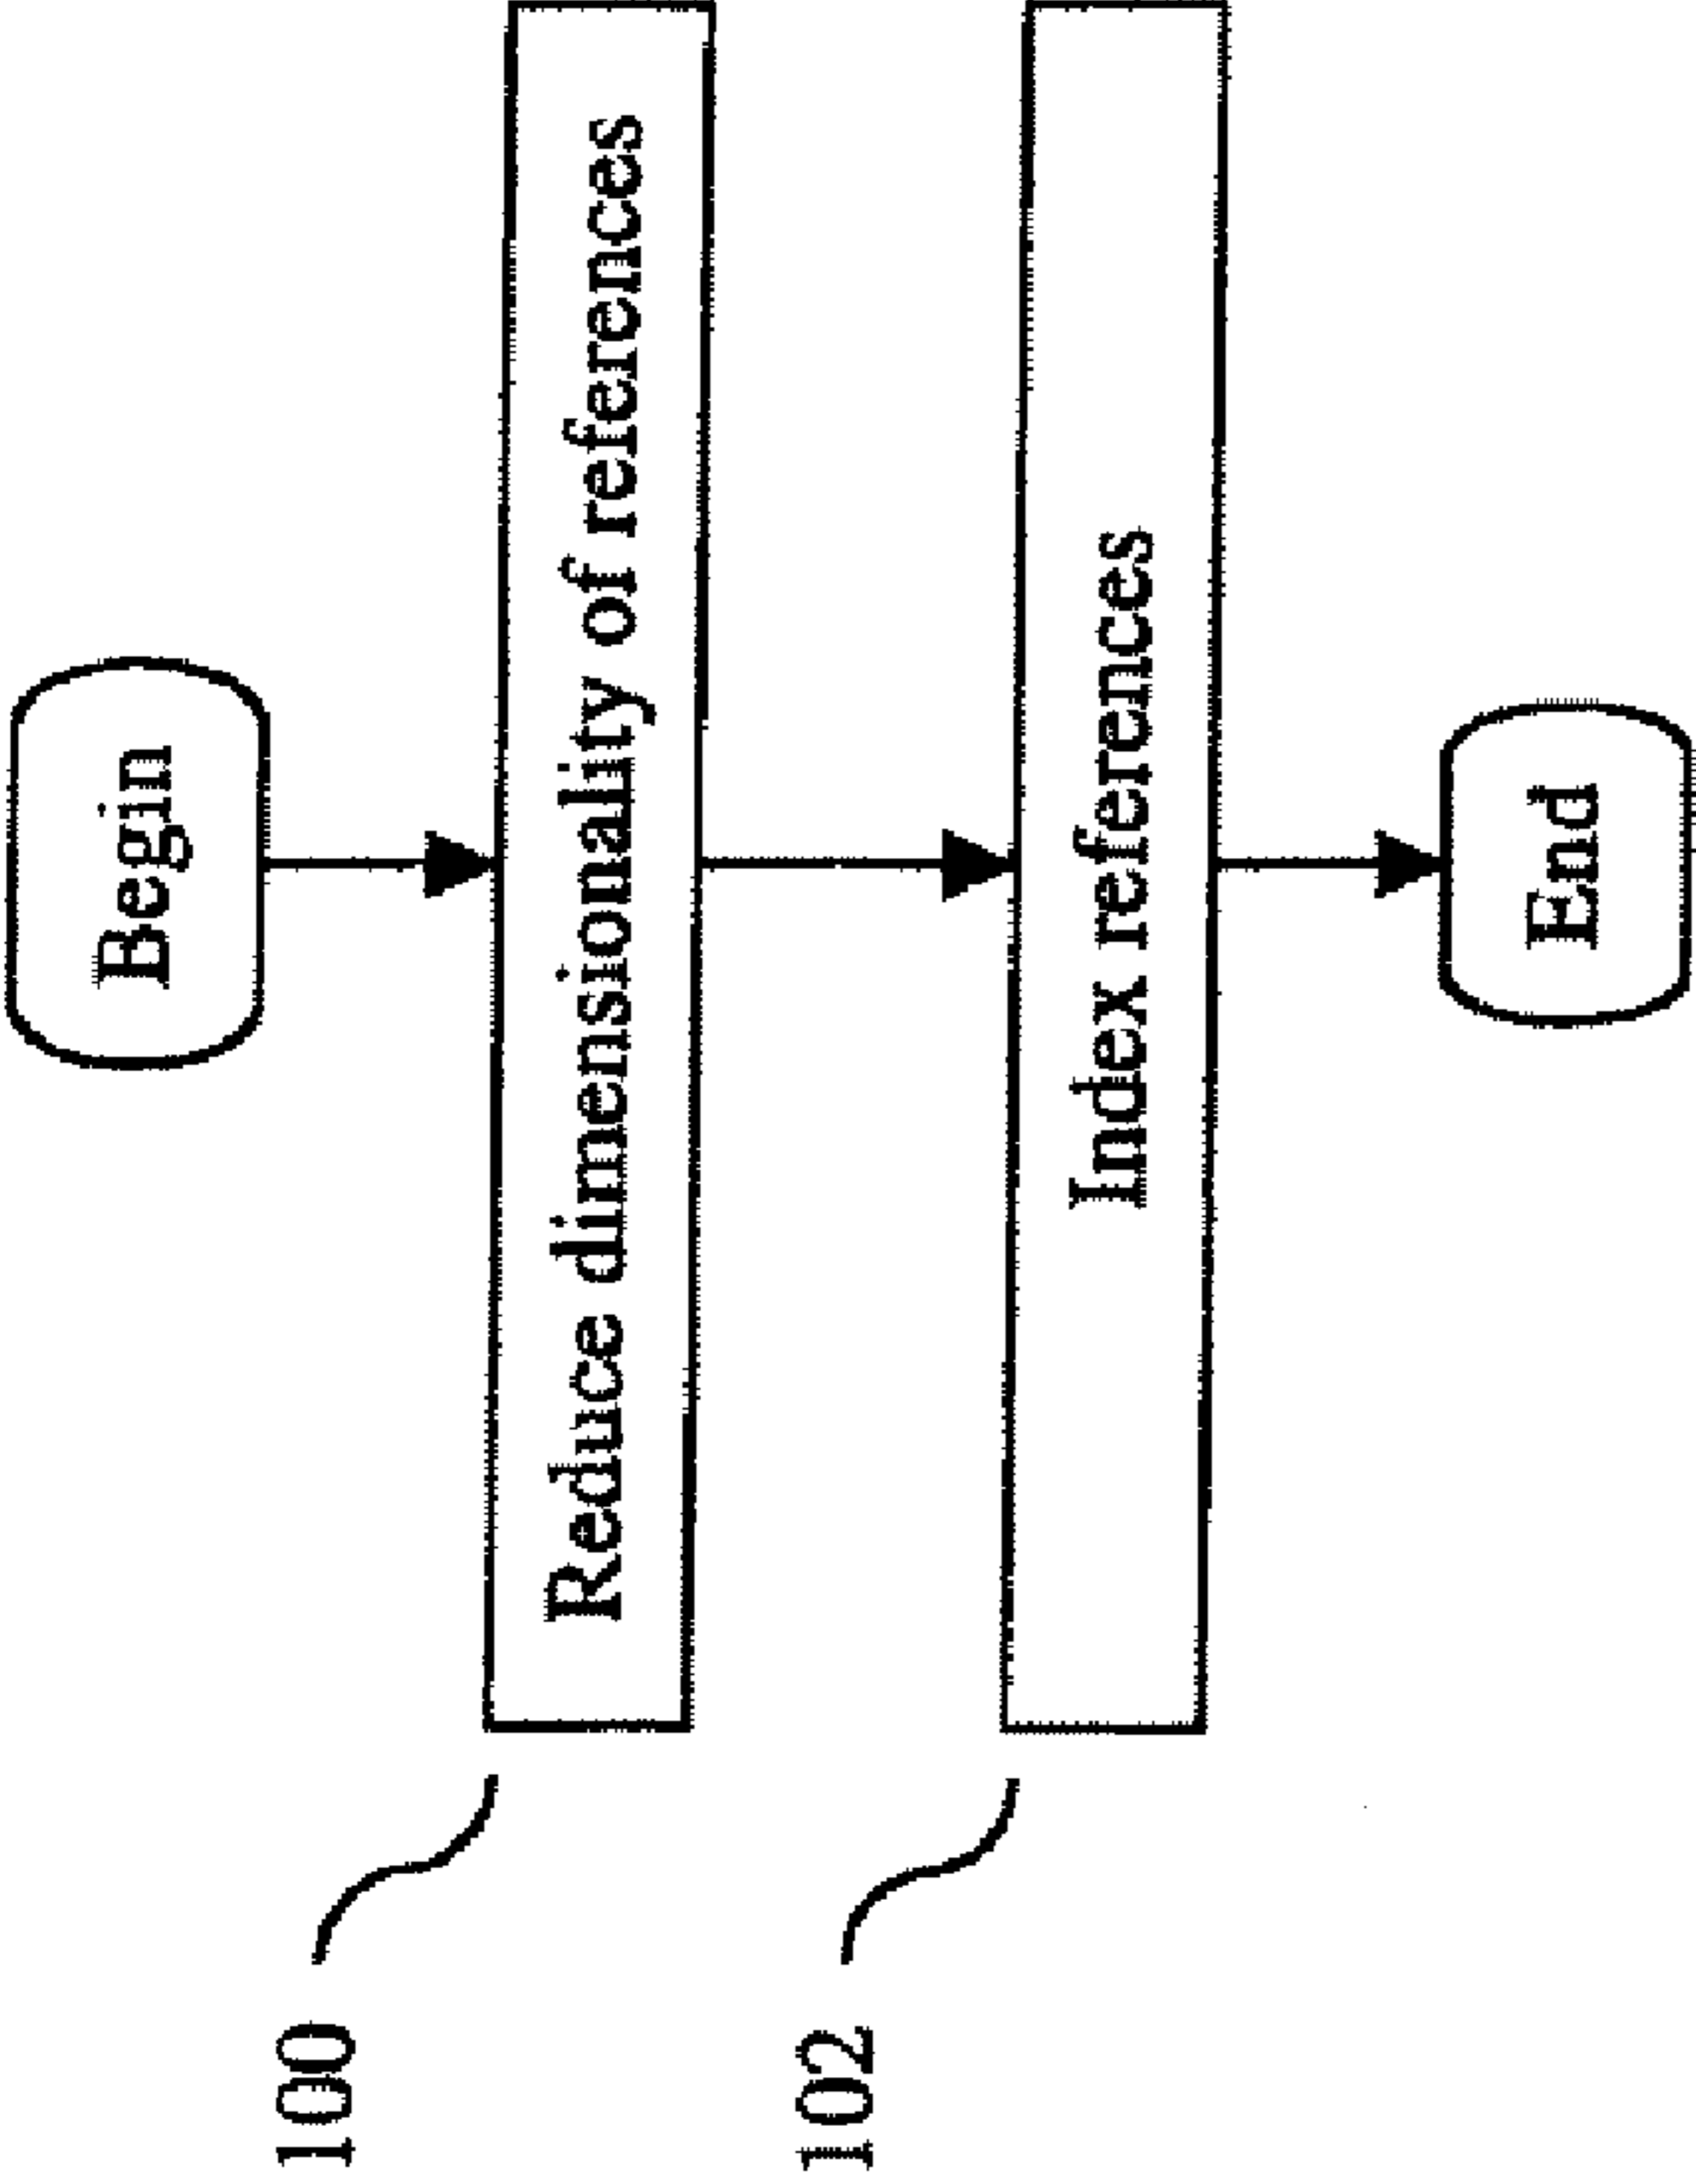 Begin
100
Reduce dimensionality of references
102
Index references
End